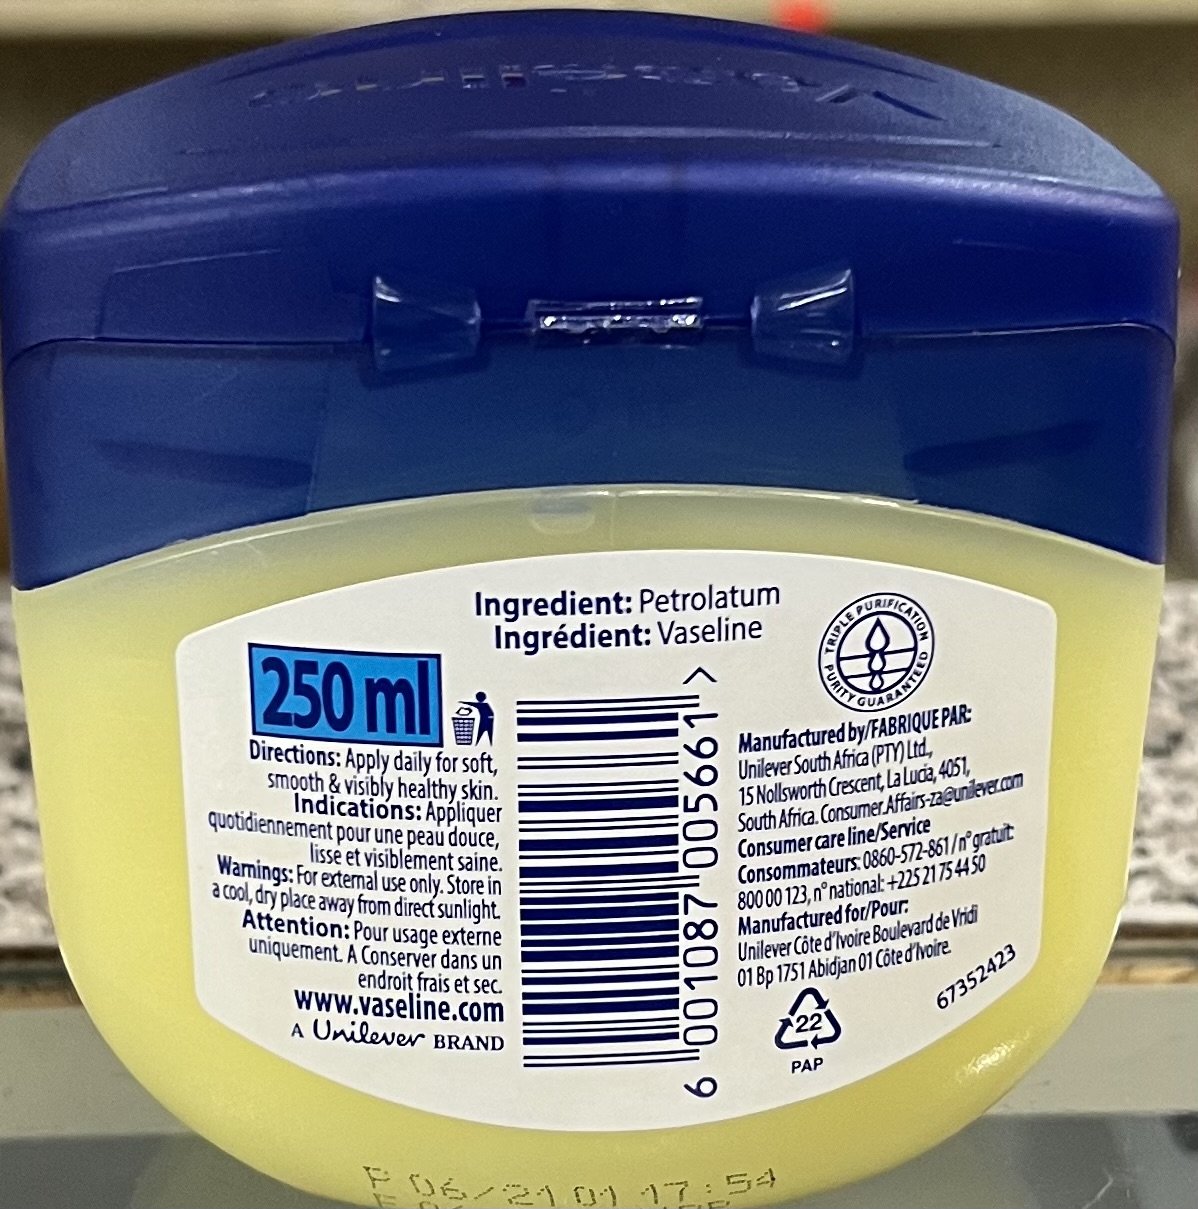 Vaseline
Ingredient: Petrolatum
Ingrédient: Vaseline
TRIPLE PURIFICATION
PURITY GUARANTEED
250 ml
Directions: Apply daily for soft,
smooth & visibly healthy skin.
Indications: Appliquer
quotidiennement pour une peau douce,
lisse et visiblement saine.
Warnings: For external use only. Store in
a cool, dry place away from direct sunlight.
Attention: Pour usage externe
uniquement. A Conserver dans un
endroit frais et sec.
www.vaseline.com
A Unilever BRAND
6 001087 005661 >
Manufactured by/FABRIQUE PAR:
Unilever South Africa (PTY) Ltd.,
15 Nollsworth Crescent, La Lucia, 4051,
South Africa. Consumer.Affairs-za@unilever.com
Consumer care line/Service
Consommateurs: 0860-572-861/n° gratuit:
800 00 123, n° national: +225 21 75 44 50
Manufactured for/Pour:
Unilever Côte d'Ivoire Boulevard de Vridi
01 Bp 1751 Abidjan 01 Côte d'Ivoire.
67352423
22
PAP
P 06/21 01 17:54